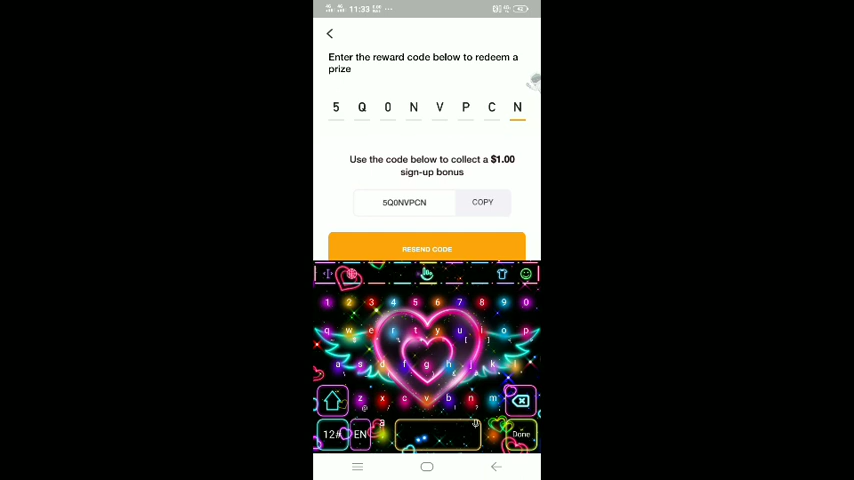 11:33
Enter the reward code below to redeem a
prize
5 Q 0 N V P C N
Use the code below to collect a $1.00
sign-up bonus
5Q0NVPCN COPY
RESEND CODE
1 2 3 4 5 6 7 8 9 0
q w e r t y u i o p
a s d f g h j k l
z x c v b n m
12# EN Done